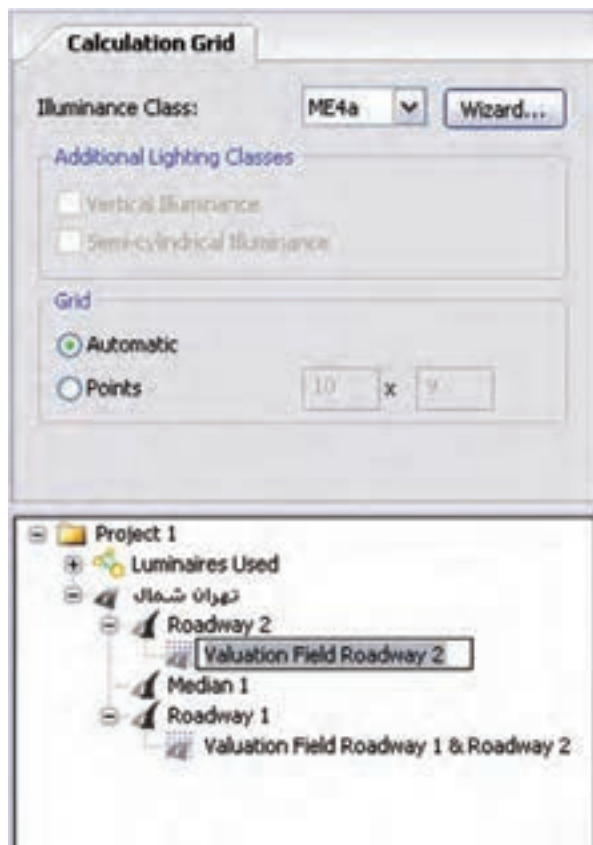 Calculation Grid
Illuminance Class: ME4a Wizard...
Additional Lighting Classes
Vertical Illuminance
Semi-cylindrical Illuminance
Grid
Automatic
Points 10 x 9
Project 1
Luminaires Used
تهران شمال
Roadway 2
Valuation Field Roadway 2
Median 1
Roadway 1
Valuation Field Roadway 1 & Roadway 2